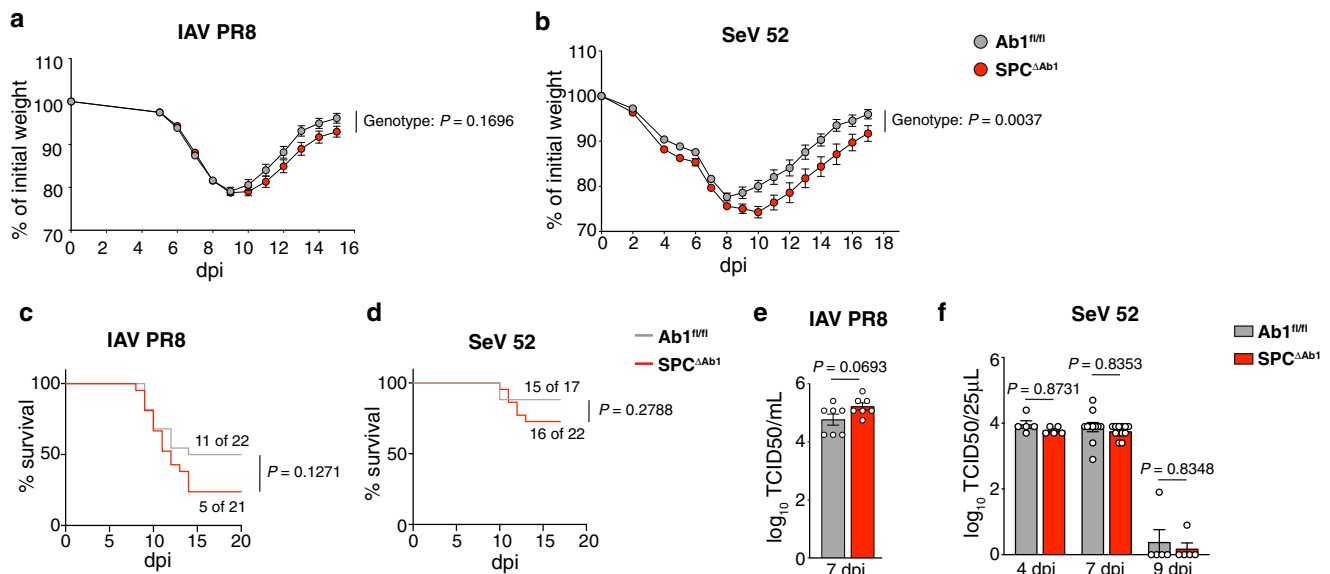 a
IAV PR8
110
100
90
80
70
% of initial weight
0 2 4 6 8 10 12 14 16
dpi
Genotype: P = 0.1696
b
SeV 52
110
100
90
80
70
% of initial weight
0 2 4 6 8 10 12 14 16 18
dpi
Genotype: P = 0.0037
Ab1fl/fl
SPCΔAb1
c
IAV PR8
100
50
0
% survival
0 5 10 15 20
dpi
11 of 22
5 of 21
P = 0.1271
d
SeV 52
100
50
0
% survival
0 5 10 15 20
dpi
15 of 17
16 of 22
P = 0.2788
Ab1fl/fl
SPCΔAb1
e
IAV PR8
P = 0.0693
6
4
2
0
log10 TCID50/mL
7 dpi
f
SeV 52
P = 0.8731
P = 0.8353
P = 0.8348
6
4
2
0
log10 TCID50/25µL
4 dpi 7 dpi 9 dpi
Ab1fl/fl
SPCΔAb1